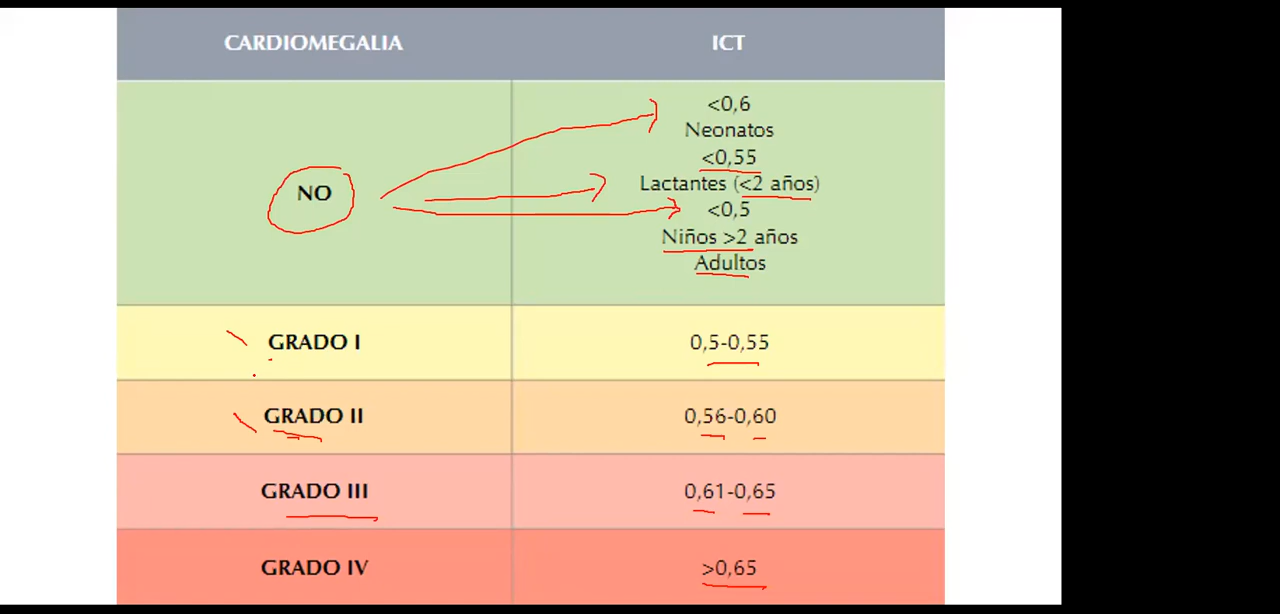 CARDIOMEGALIA ICT
NO
<0,6
Neonatos
<0,55
Lactantes (<2 años)
<0,5
Niños >2 años
Adultos
GRADO I 0,5-0,55
GRADO II 0,56-0,60
GRADO III 0,61-0,65
GRADO IV >0,65